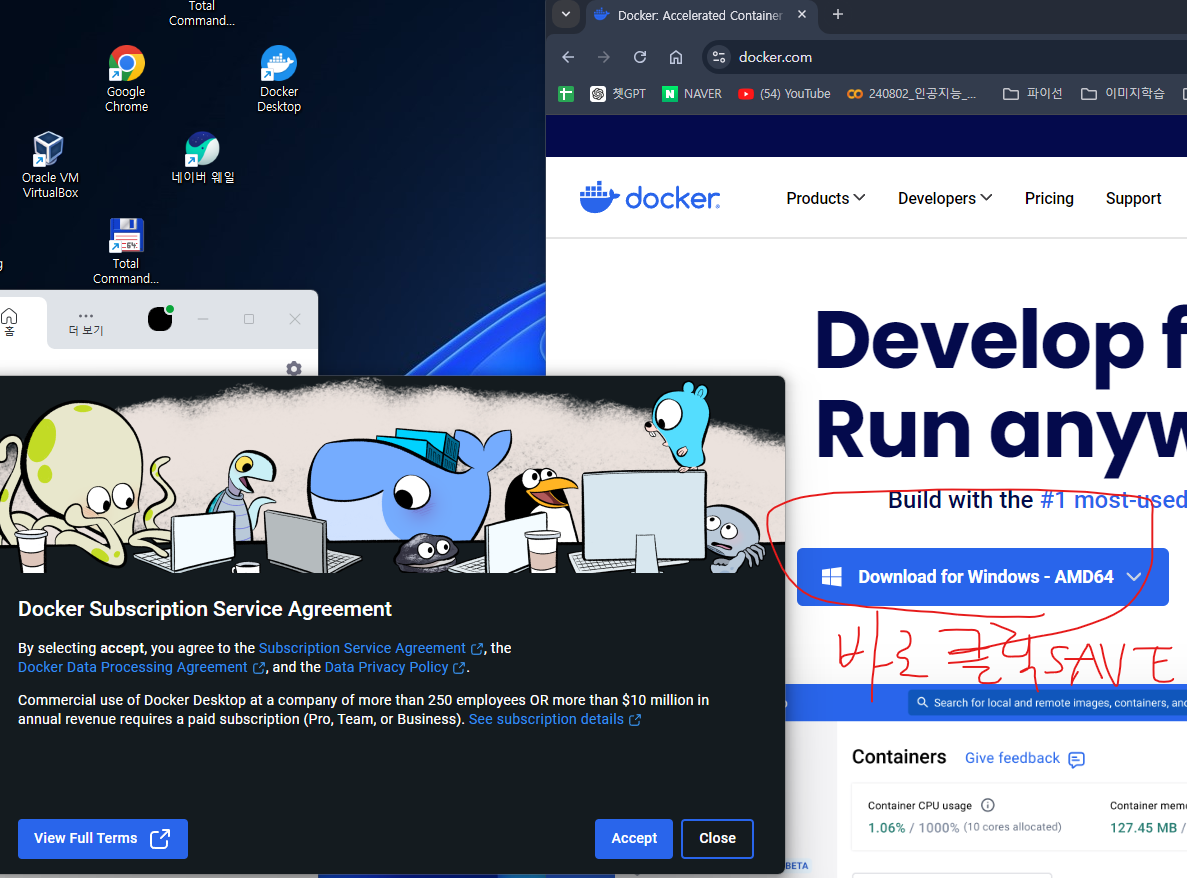 Total
Command...
Google
Chrome
Docker
Desktop
Oracle VM
VirtualBox
네이버 웨일
Total
Command...
홈
더 보기
Docker: Accelerated Container
docker.com
챗GPT
NAVER
(54) YouTube
240802_인공지능_...
파이선
이미지학습
docker
Products
Developers
Pricing
Support
Develop f
Run anyw
Build with the #1 most-used
Download for Windows - AMD64
바로 클릭 SAVE
Search for local and remote images, containers, and
Containers
Give feedback
Container CPU usage
Container memo
1.06% / 1000% (10 cores allocated)
127.45 MB /
BETA
Docker Subscription Service Agreement
By selecting accept, you agree to the Subscription Service Agreement, the
Docker Data Processing Agreement, and the Data Privacy Policy.
Commercial use of Docker Desktop at a company of more than 250 employees OR more than $10 million in
annual revenue requires a paid subscription (Pro, Team, or Business). See subscription details
View Full Terms
Accept
Close